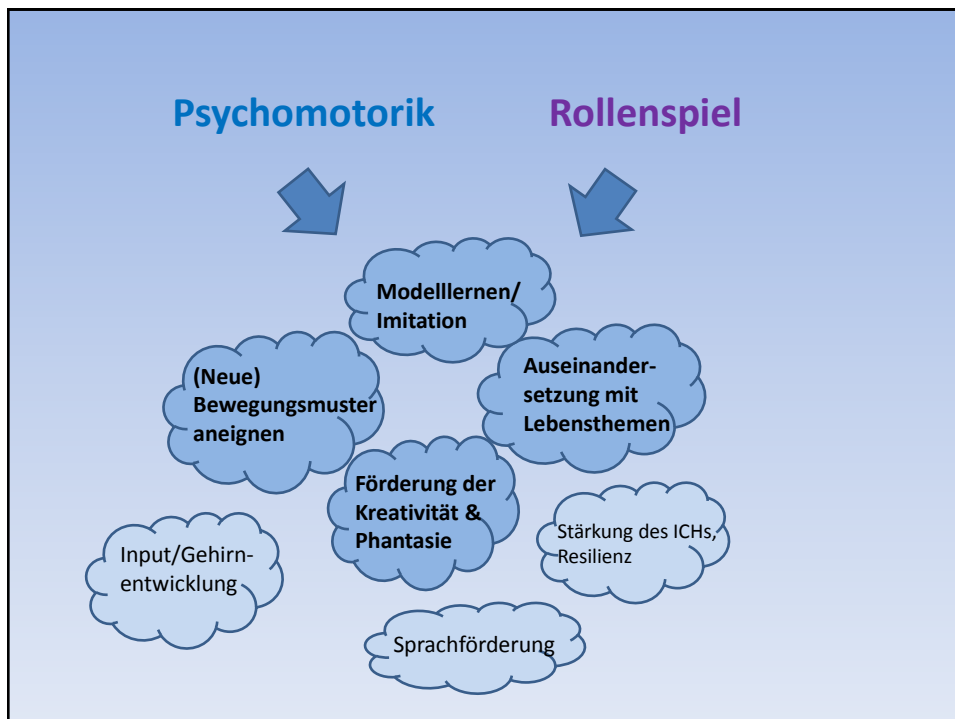 Psychomotorik Rollenspiel
Modelllernen/
Imitation
(Neue)
Bewegungsmuster
aneignen
Auseinander-
setzung mit
Lebensthemen
Förderung der
Kreativität &
Phantasie
Input/Gehirn-
entwicklung
Stärkung des ICHs,
Resilienz
Sprachförderung